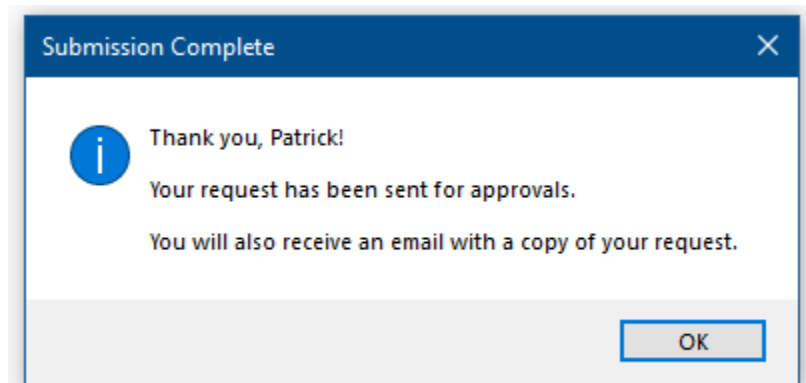 Submission Complete
Thank you, Patrick!
Your request has been sent for approvals.
You will also receive an email with a copy of your request.
OK